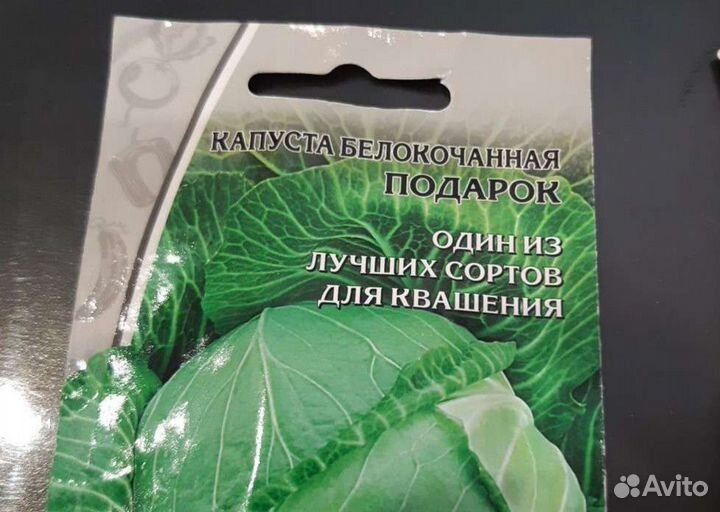 КАПУСТА БЕЛОКОЧАННАЯ
ПОДАРОК
ОДИН ИЗ
ЛУЧШИХ СОРТОВ
ДЛЯ КВАШЕНИЯ
Avito